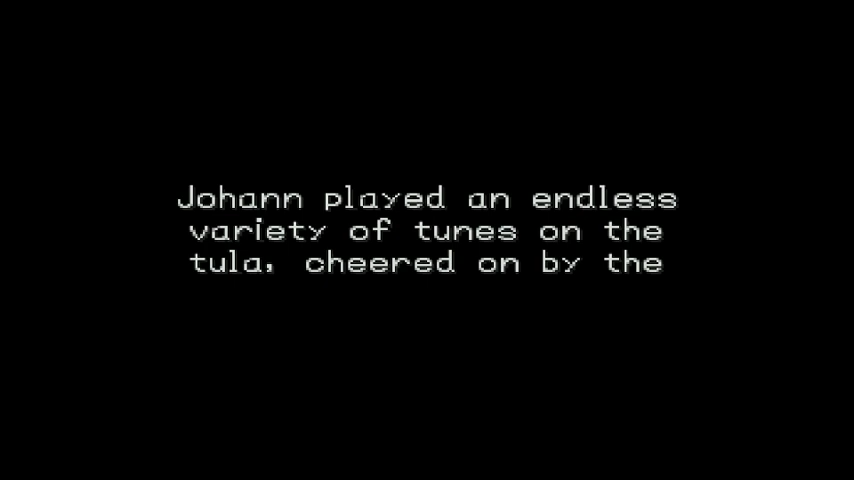 Johann played an endless
variety of tunes on the
tula, cheered on by the